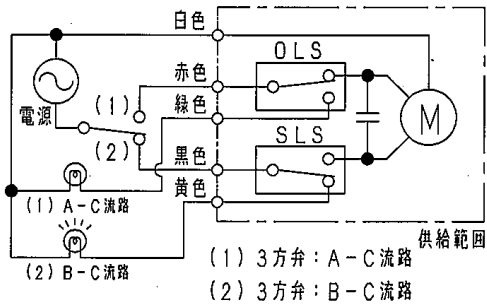 白色
OLS
赤色
(1)
緑色
電源
M
(2)
SLS
黒色
黄色
(1) A-C流路
供給範囲
(1) 3方弁:A-C流路
(2) B-C流路
(2) 3方弁:B-C流路